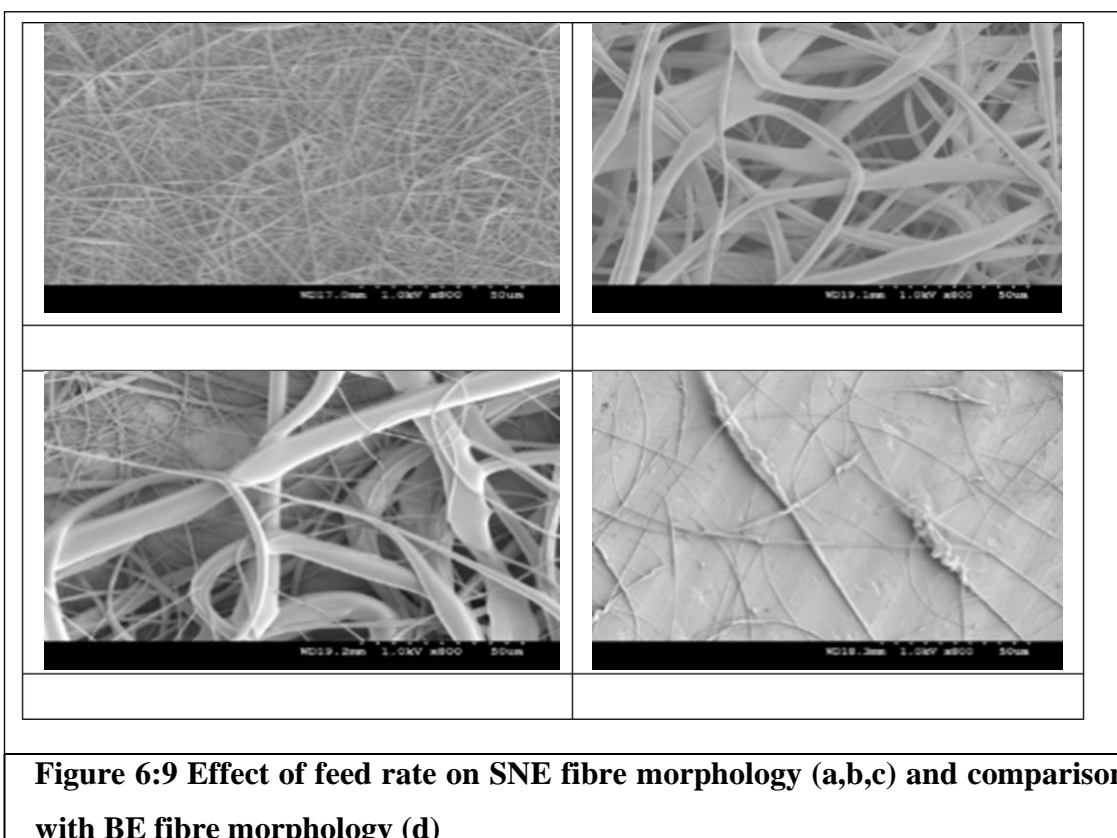 WD17.0mm 1.0kV x800 50um
WD19.1mm 1.0kV x800 50um
WD19.2mm 1.0kV x800 50um
WD18.3mm 1.0kV x800 50um
Figure 6:9 Effect of feed rate on SNE fibre morphology (a,b,c) and comparison
with BE fibre morphology (d)